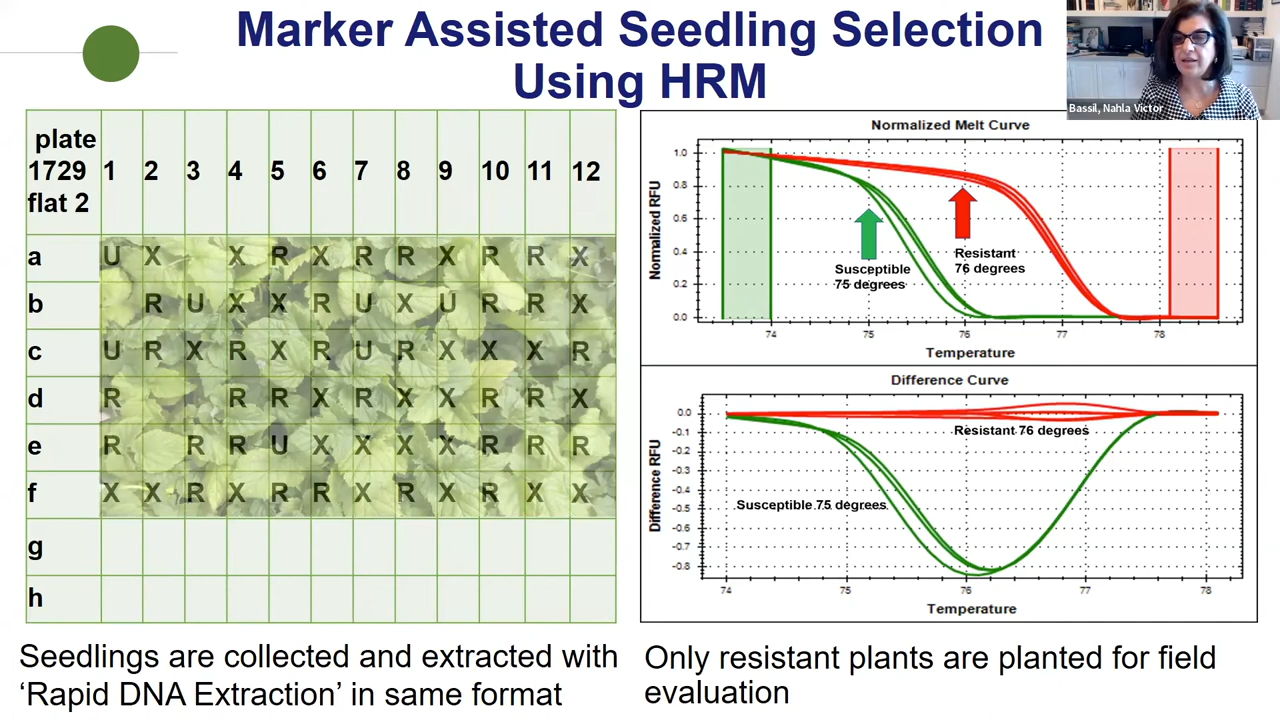 Marker Assisted Seedling Selection
Using HRM
Bassil, Nahla Victor
plate
1729 1 2 3 4 5 6 7 8 9 10 11 12
flat 2
a U X X R X R R X R R X
b R U X X R U X U R R X
c U R X R X R U R X X X R
d R R R X R X X R R X
e R R R U X X X X R R R
f X X R X R R X R X R X X
g
h
Seedlings are collected and extracted with
‘Rapid DNA Extraction’ in same format
Normalized Melt Curve
Normalized RFU
1.0
0.8
0.6
0.4
0.2
0.0
Susceptible
75 degrees
Resistant
76 degrees
74 75 76 77 78
Temperature
Difference Curve
Difference RFU
0.0
-0.1
-0.2
-0.3
-0.4
-0.5
-0.6
-0.7
-0.8
Resistant 76 degrees
Susceptible 75 degrees
74 75 76 77 78
Temperature
Only resistant plants are planted for field
evaluation